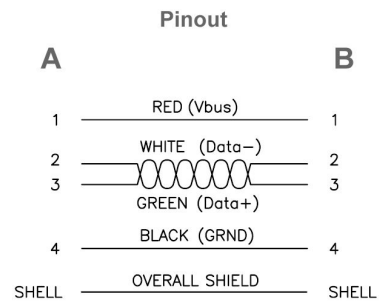 Pinout
A B
1 RED (Vbus) 1
WHITE (Data−)
2 2
3 3
GREEN (Data+)
BLACK (GRND)
4 4
OVERALL SHIELD
SHELL SHELL